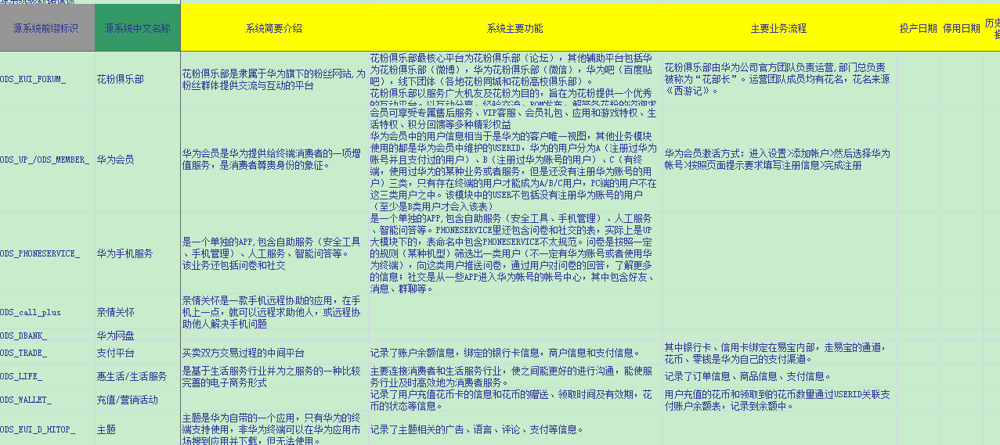 源系统级数据模板
源系统前缀标识
源系统中文名称
系统简要介绍
系统主要功能
主要业务流程
投产日期
停用日期
历史
ODS_EUI_FORUM_
花粉俱乐部
花粉俱乐部是隶属于华为旗下的粉丝网站,为
粉丝群体提供交流与互动的平台
花粉俱乐部最核心平台为花粉俱乐部（论坛），其他辅助平台包括华
为花粉俱乐部（微博），华为花粉俱乐部（微信），华为吧（百度贴
吧），线下团体（各地花粉同城和花粉高校俱乐部）。
花粉俱乐部以服务广大机友及花粉为目的，旨在为花粉提供一个优秀
的互动平台。以互动分享、经验交流、ROM发布、解答各花粉的咨询求
花粉俱乐部由华为公司官方团队负责运营,部门总负责
被称为“花部长”。运营团队成员均有花名，花名来源
《西游记》。
ODS_UP_/ODS_MEMBER_
华为会员
华为会员是华为提供给终端消费者的一项增
值服务，是消费者尊贵身份的象征。
会员可享受专属售后服务、VIP客服、会员礼包、应用和游戏特权、生
活特权、积分回馈等多种精彩权益
华为会员中的用户信息相当于是华为的客户唯一视图，其他业务模块
使用的都是华为会员中维护的USERID，华为的用户分为A（注册过华为
账号并且支付过的用户）、B（注册过华为账号的用户）、C（有终
端，使用过华为的某种业务或者服务，但是还没有注册华为账号的用
户）三类，只有存在终端的用户才能成为A/B/C用户，PC端的用户不在
这三类用户之中。该模块中的USER不包括没有注册华为账号的用户
（至少是B类用户才会入该表）
华为会员激活方式：进入设置>添加帐户>然后选择华为
帐号>按照页面提示要求填写注册信息>完成注册
ODS_PHONESERVICE_
华为手机服务
是一个单独的APP,包含自助服务（安全工具
、手机管理）、人工服务、智能问答等。
该业务还包括问卷和社交
是一个单独的APP,包含自助服务（安全工具、手机管理）、人工服务
、智能问答等。PHONESERVICE里还包含问卷和社交的表，实际上是UP
大模块下的，表命名中包含PHONESERVICE不太规范。问卷是按照一定
的规则（某种机型）筛选出一类用户（不一定有华为账号或者使用华
为终端），向这类用户推送问卷，通过用户对问卷的回答，了解更多
的信息；社交是从一些APP进入华为帐号的帐号中心，其中包含好友、
消息、群聊等。
ODS_call_plus
亲情关怀
亲情关怀是一款手机远程协助的应用，在手
机上一点，就可以远程求助他人，或远程协
助他人解决手机问题
ODS_DBANK_
华为网盘
ODS_TRADE_
支付平台
买卖双方交易过程的中间平台
记录了账户余额信息，绑定的银行卡信息，商户信息和支付信息。
其中银行卡、信用卡绑定在易宝内部，走易宝的通道，
花币、零钱是华为自己的支付渠道。
ODS_LIFE_
惠生活/生活服务
是基于生活服务行业并为之服务的一种比较
完善的电子商务形式
主要连接消费者和生活服务行业，使之间能更好的进行沟通，能使服
务行业及时高效地为消费者服务。
记录了订单信息、商品信息、支付信息。
ODS_WALLET_
充值/营销活动
记录了用户充值花币卡的信息和花币的赠送、领取时间及有效期，花
币的状态等信息。
用户充值的花币和领取到的花币数量通过USERID关联支
付账户余额表，记录到余额中。
ODS_EUI_D_HITOP_
主题
主题是华为自带的一个应用，只有华为的终
端支持使用，非华为终端可以在华为应用市
场搜到应用并下载，但无法使用。
记录了主题相关的广告、语言、评论、支付等信息。